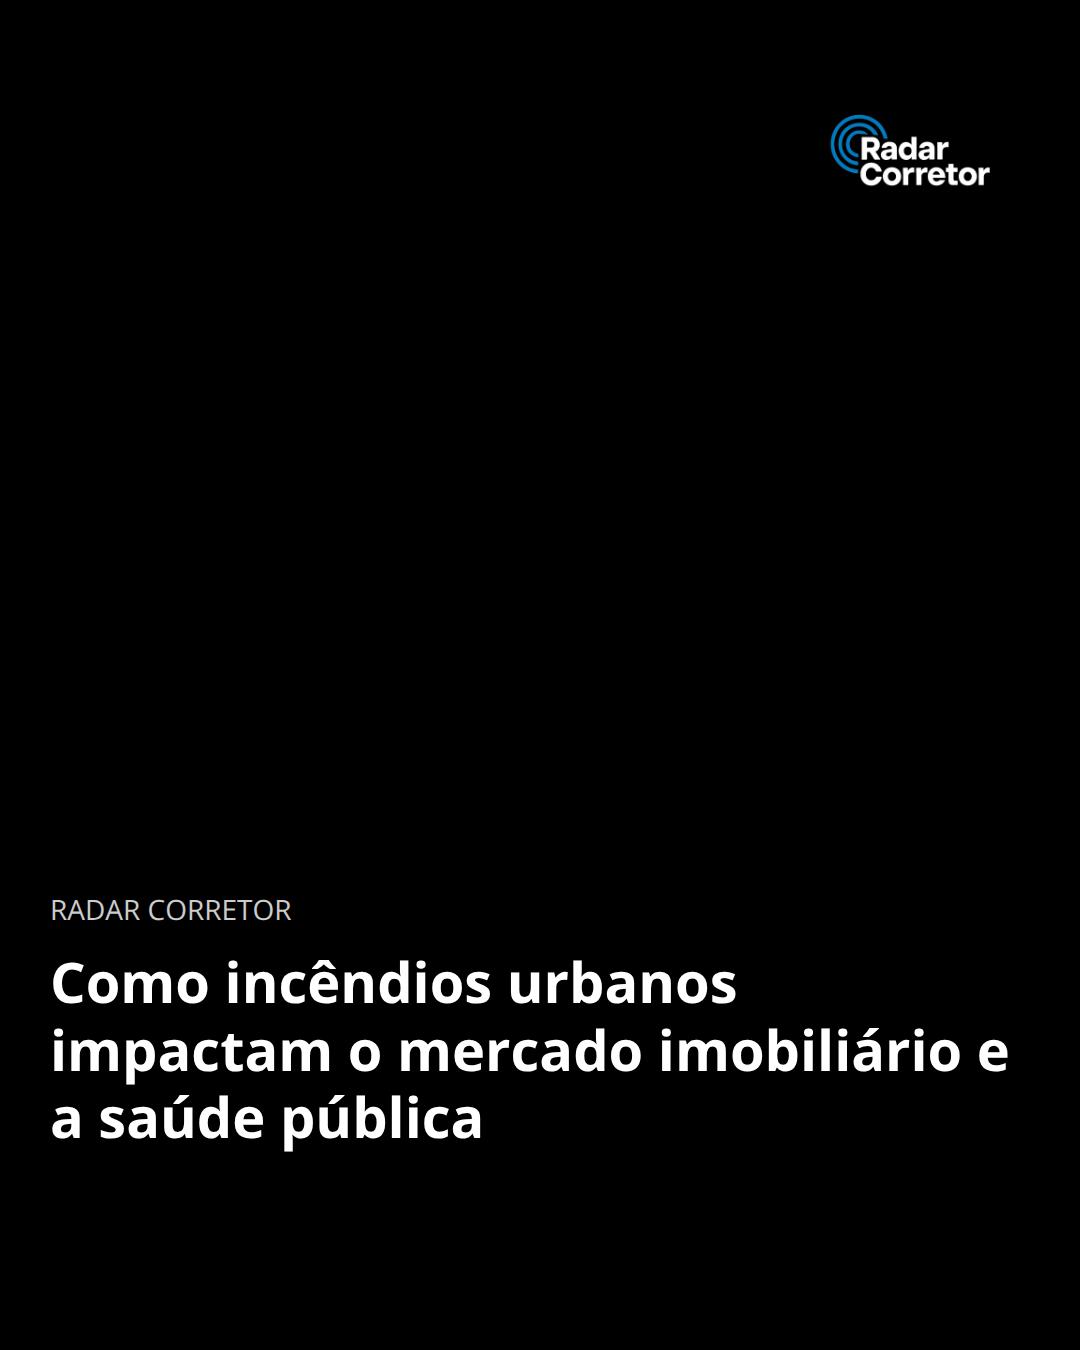 Radar
Corretor
RADAR CORRETOR
Como incêndios urbanos
impactam o mercado imobiliário e
a saúde pública